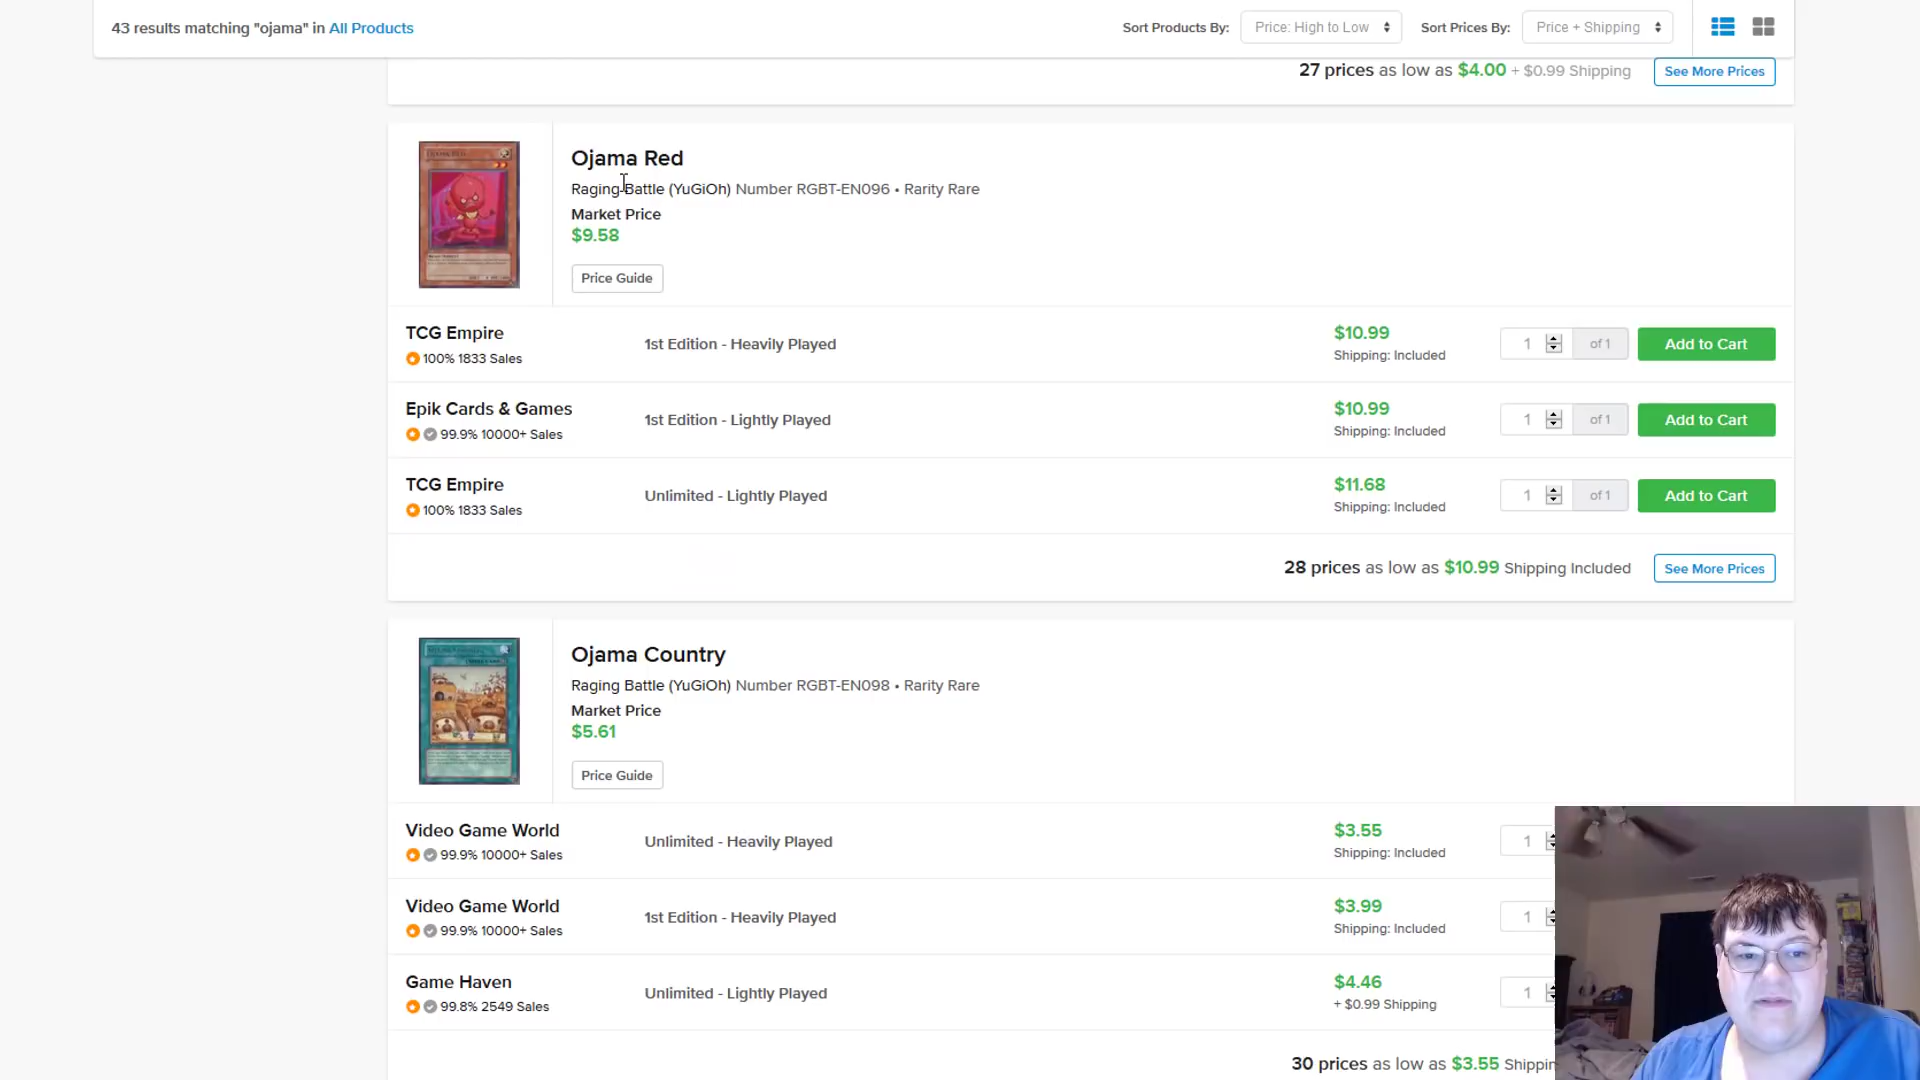 43 results matching "ojama" in All Products
Sort Products By: Price: High to Low
Sort Prices By: Price + Shipping
27 prices as low as $4.00 + $0.99 Shipping
See More Prices
Ojama Red
Raging Battle (YuGiOh) Number RGBT-EN096 • Rarity Rare
Market Price
$9.58
Price Guide
TCG Empire
100% 1833 Sales
1st Edition - Heavily Played
$10.99
Shipping: Included
1 of 1
Add to Cart
Epik Cards & Games
99.9% 10000+ Sales
1st Edition - Lightly Played
$10.99
Shipping: Included
1 of 1
Add to Cart
TCG Empire
100% 1833 Sales
Unlimited - Lightly Played
$11.68
Shipping: Included
1 of 1
Add to Cart
28 prices as low as $10.99 Shipping Included
See More Prices
Ojama Country
Raging Battle (YuGiOh) Number RGBT-EN098 • Rarity Rare
Market Price
$5.61
Price Guide
Video Game World
99.9% 10000+ Sales
Unlimited - Heavily Played
$3.55
Shipping: Included
1
Video Game World
99.9% 10000+ Sales
1st Edition - Heavily Played
$3.99
Shipping: Included
1
Game Haven
99.8% 2549 Sales
Unlimited - Lightly Played
$4.46
+ $0.99 Shipping
1
30 prices as low as $3.55 Shippin